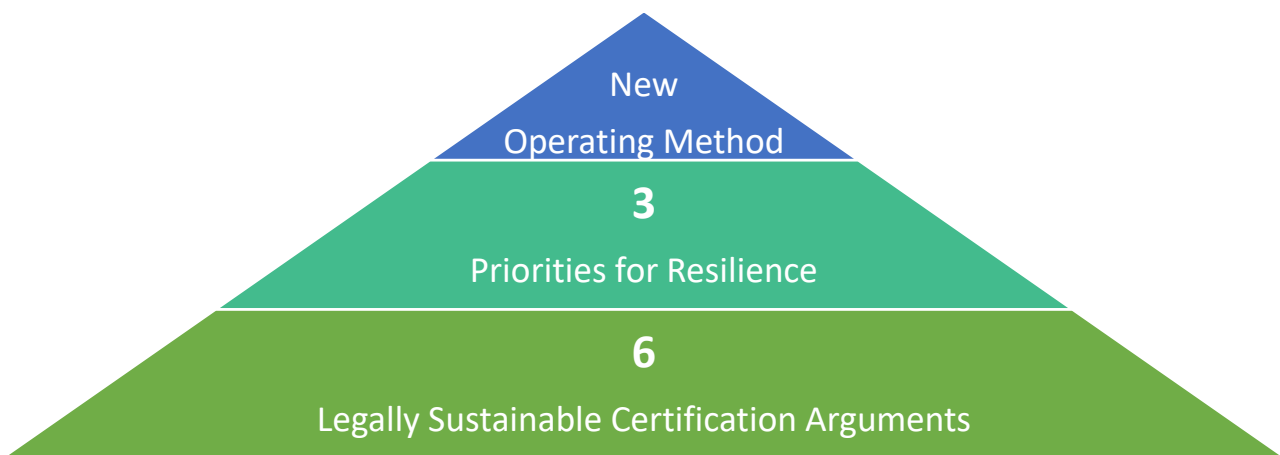 New
Operating Method
3
Priorities for Resilience
6
Legally Sustainable Certification Arguments